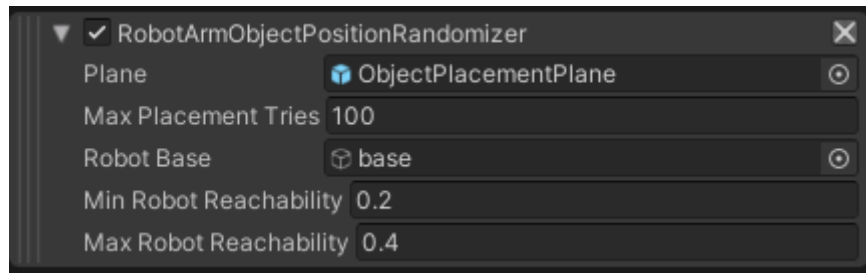 RobotArmObjectPositionRandomizer
Plane ObjectPlacementPlane
Max Placement Tries 100
Robot Base base
Min Robot Reachability 0.2
Max Robot Reachability 0.4